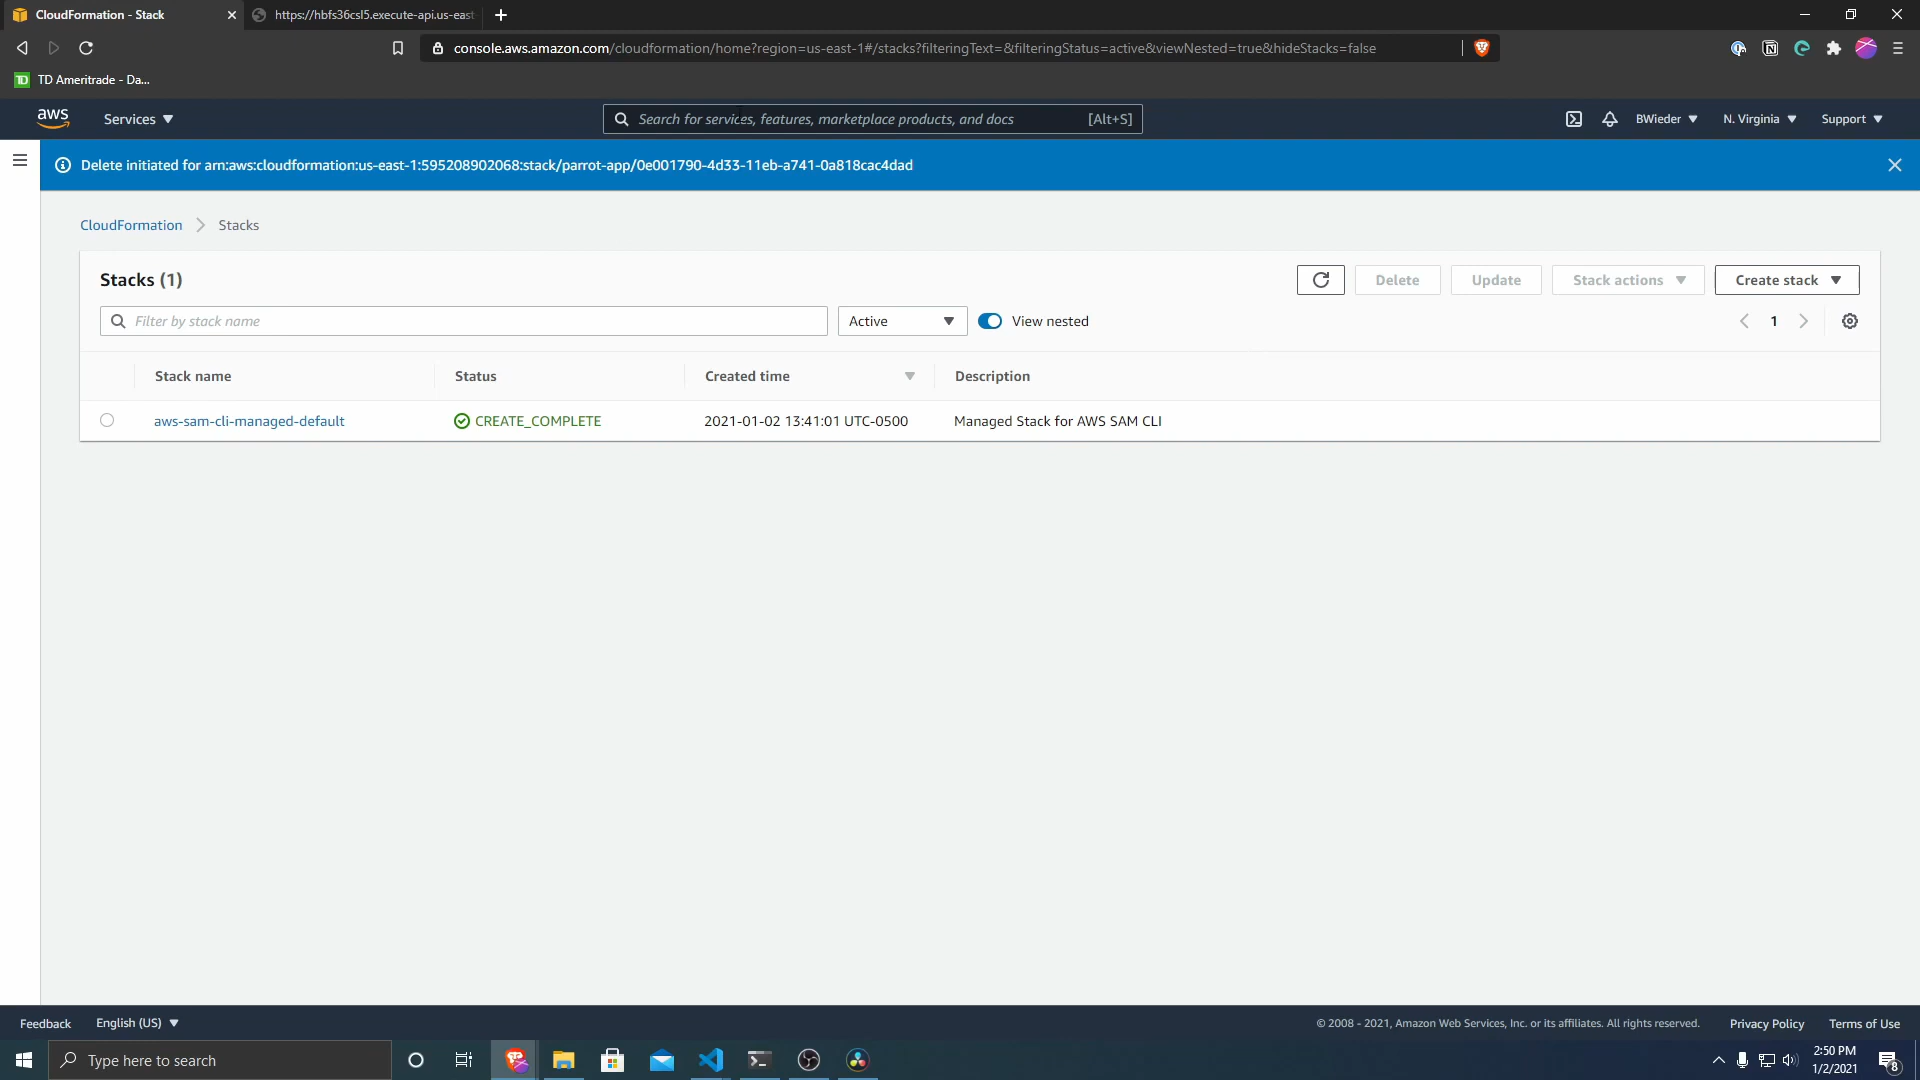 CloudFormation - Stack
https://hbfs36csl5.execute-api.us-east
console.aws.amazon.com/cloudformation/home?region=us-east-1#/stacks?filteringText=&filteringStatus=active&viewNested=true&hideStacks=false
TD TD Ameritrade - Da...
aws Services Search for services, features, marketplace products, and docs [Alt+S] BWieder N. Virginia Support
Delete initiated for arn:aws:cloudformation:us-east-1:595208902068:stack/parrot-app/0e001790-4d33-11eb-a741-0a818cac4dad
CloudFormation Stacks
Stacks (1) Delete Update Stack actions Create stack
Filter by stack name Active View nested 1
Stack name Status Created time Description
aws-sam-cli-managed-default CREATE_COMPLETE 2021-01-02 13:41:01 UTC-0500 Managed Stack for AWS SAM CLI
Feedback English (US) © 2008 - 2021, Amazon Web Services, Inc. or its affiliates. All rights reserved. Privacy Policy Terms of Use
Type here to search
2:50 PM
1/2/2021
8